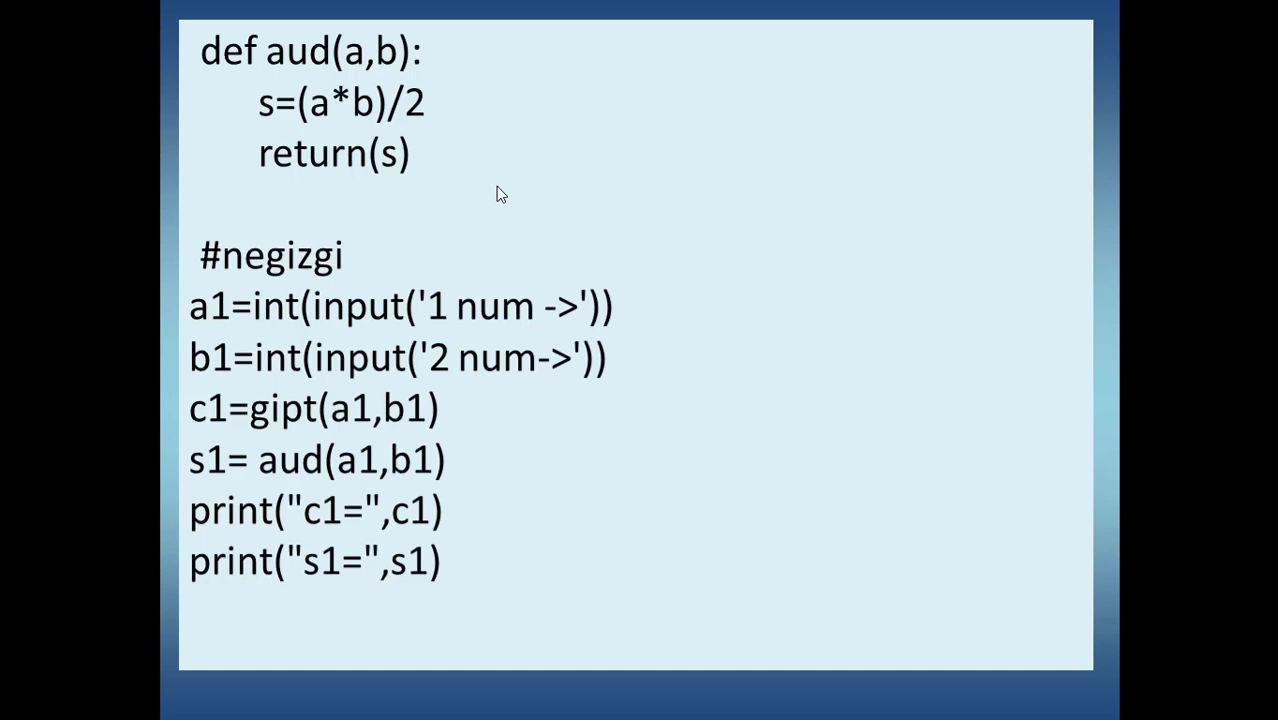 def aud(a,b):
s=(a*b)/2
return(s)
#negizgi
a1=int(input('1 num ->'))
b1=int(input('2 num->'))
c1=gipt(a1,b1)
s1= aud(a1,b1)
print("c1=",c1)
print("s1=",s1)